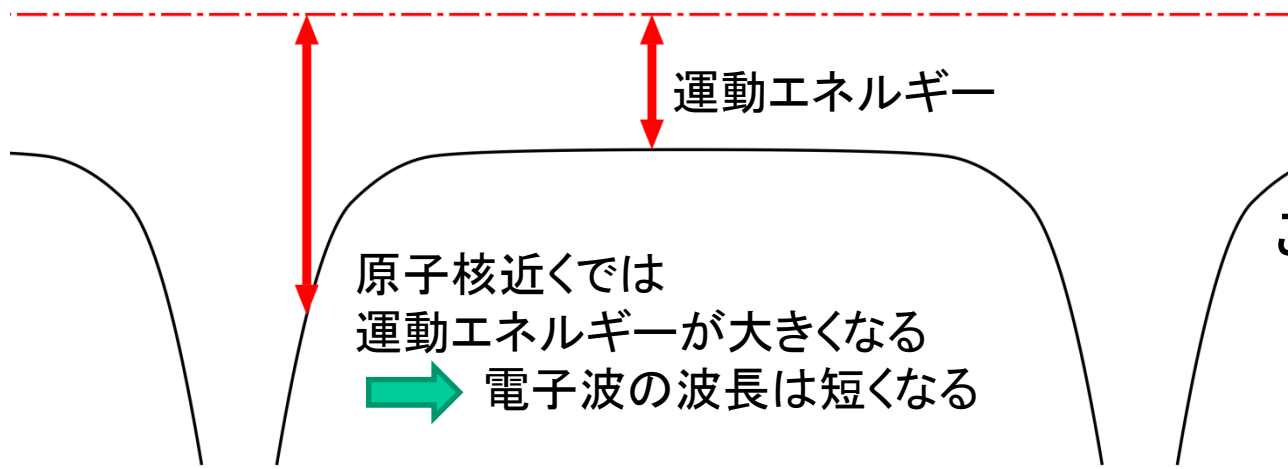 運動エネルギー
原子核近くでは
運動エネルギーが大きくなる
電子波の波長は短くなる